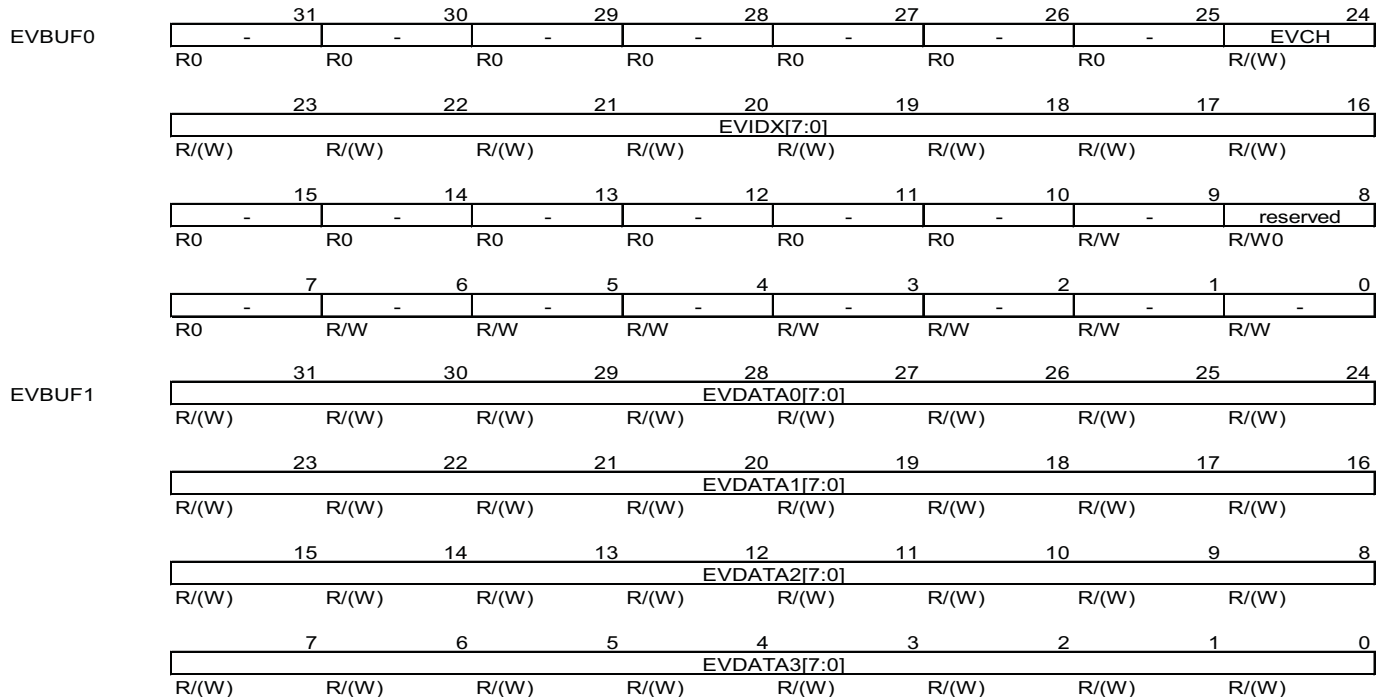 31 30 29 28 27 26 25 24
EVBUF0 - - - - - - - EVCH
R0 R0 R0 R0 R0 R0 R0 R/(W)
23 22 21 20 19 18 17 16
EVIDX[7:0]
R/(W) R/(W) R/(W) R/(W) R/(W) R/(W) R/(W) R/(W)
15 14 13 12 11 10 9 8
- - - - - - - reserved
R0 R0 R0 R0 R0 R0 R/W R/W0
7 6 5 4 3 2 1 0
- - - - - - - -
R0 R/W R/W R/W R/W R/W R/W R/W
31 30 29 28 27 26 25 24
EVBUF1 EVDATA0[7:0]
R/(W) R/(W) R/(W) R/(W) R/(W) R/(W) R/(W) R/(W)
23 22 21 20 19 18 17 16
EVDATA1[7:0]
R/(W) R/(W) R/(W) R/(W) R/(W) R/(W) R/(W) R/(W)
15 14 13 12 11 10 9 8
EVDATA2[7:0]
R/(W) R/(W) R/(W) R/(W) R/(W) R/(W) R/(W) R/(W)
7 6 5 4 3 2 1 0
EVDATA3[7:0]
R/(W) R/(W) R/(W) R/(W) R/(W) R/(W) R/(W) R/(W)